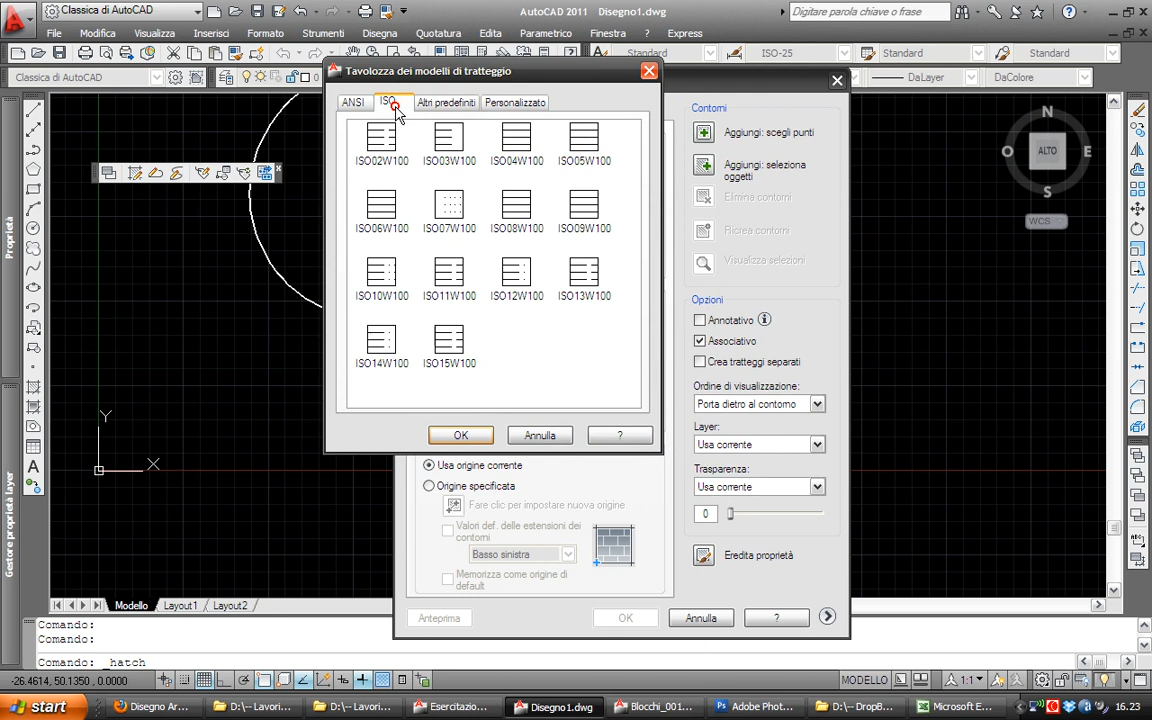 Classica di AutoCAD
AutoCAD 2011 Disegno1.dwg
Digitare parola chiave o frase
File Modifica Visualizza Inserisci Formato Strumenti Disegna Quotatura Edita Parametrico Finestra ? Express
Standard ISO-25 Standard Standard
Classica di AutoCAD
0
DaLayer
DaColore
Tavolozza dei modelli di tratteggio
ANSI ISO Altri predefiniti Personalizzato
ISO02W100 ISO03W100 ISO04W100 ISO05W100
ISO06W100 ISO07W100 ISO08W100 ISO09W100
ISO10W100 ISO11W100 ISO12W100 ISO13W100
ISO14W100 ISO15W100
OK Annulla ?
Usa origine corrente
Origine specificata
Fare clic per impostare nuova origine
Valori def. delle estensioni dei
contorni
Basso sinistra
Memorizza come origine di
default
Anteprima OK Annulla ?
Contorni
Aggiungi: scegli punti
Aggiungi: seleziona
oggetti
Elimina contorni
Ricrea contorni
Visualizza selezioni
Opzioni
Annotativo
Associativo
Crea tratteggi separati
Ordine di visualizzazione:
Porta dietro al contorno
Layer:
Usa corrente
Trasparenza:
Usa corrente
0
Eredita proprietà
N
O ALTO E
S
WCS
Proprietà
Gestore proprietà layer
Y
X
Modello Layout1 Layout2
Comando:
Comando:
Comando: _hatch
-26.4614, 50.1350, 0.0000
MODELLO
1:1
start
Disegno Ar...
D:\-- Lavori...
D:\-- Lavori...
Esercitazio...
Disegno1.dwg
Blocchi_001...
Adobe Phot...
D:\-- DropB...
Microsoft E...
16.23